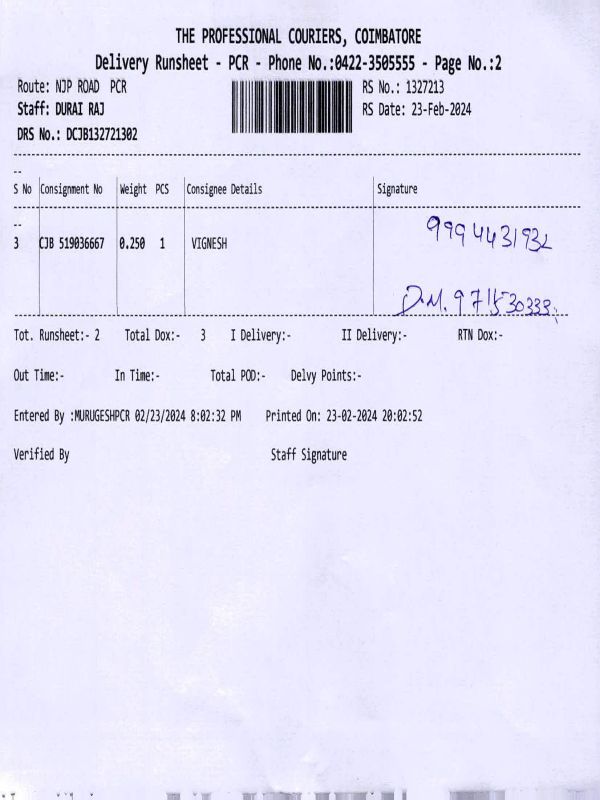 THE PROFESSIONAL COURIERS, COIMBATORE
Delivery Runsheet - PCR - Phone No.:0422-3505555 - Page No.:2
Route: NJP ROAD PCR RS No.: 1327213
Staff: DURAI RAJ RS Date: 23-Feb-2024
DRS No.: DCJB132721302
--
S No Consignment No Weight PCS Consignee Details Signature
--
9994431932
3 CJB 519036667 0.250 1 VIGNESH
D.M. 9715530333
Tot. Runsheet:- 2 Total Dox:- 3 I Delivery:- II Delivery:- RTN Dox:-
Out Time:- In Time:- Total POD:- Delvy Points:-
Entered By :MURUGESHPCR 02/23/2024 8:02:32 PM Printed On: 23-02-2024 20:02:52
Verified By Staff Signature